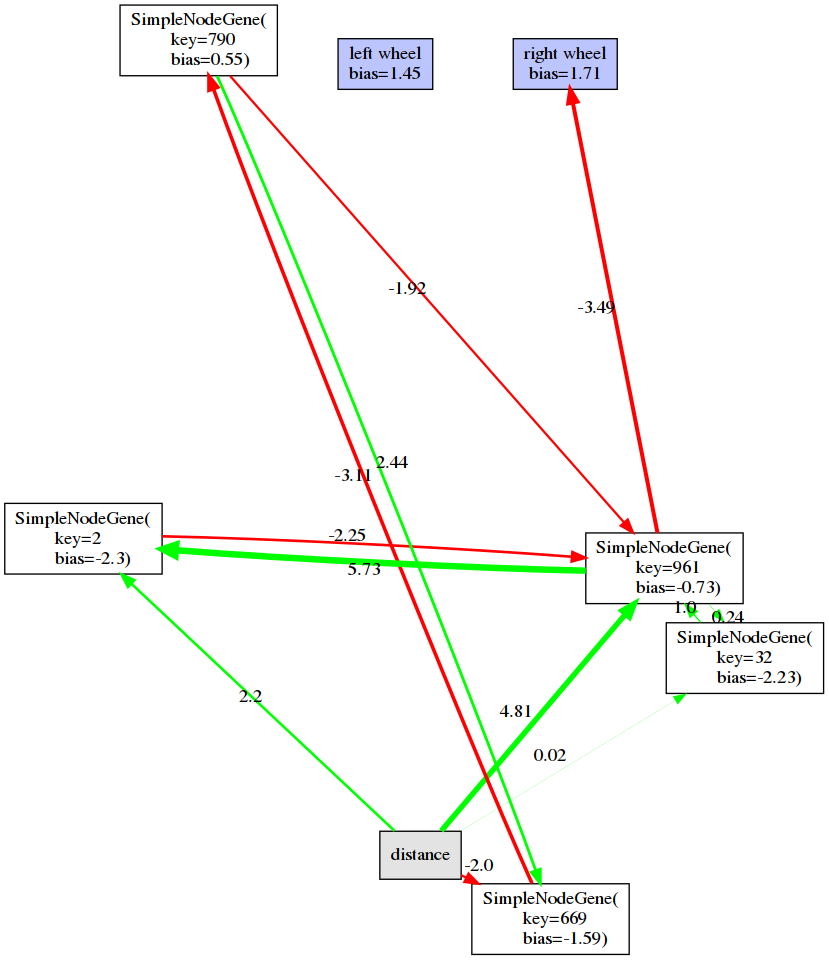 SimpleNodeGene(
key=790
bias=0.55)
left wheel
bias=1.45
right wheel
bias=1.71
-1.92
-3.49
2.44
-3.11
SimpleNodeGene(
key=2
bias=-2.3)
-2.25
5.73
SimpleNodeGene(
key=961
bias=-0.73)
1.0
0.24
SimpleNodeGene(
key=32
bias=-2.23)
2.2
4.81
0.02
distance
-2.0
SimpleNodeGene(
key=669
bias=-1.59)